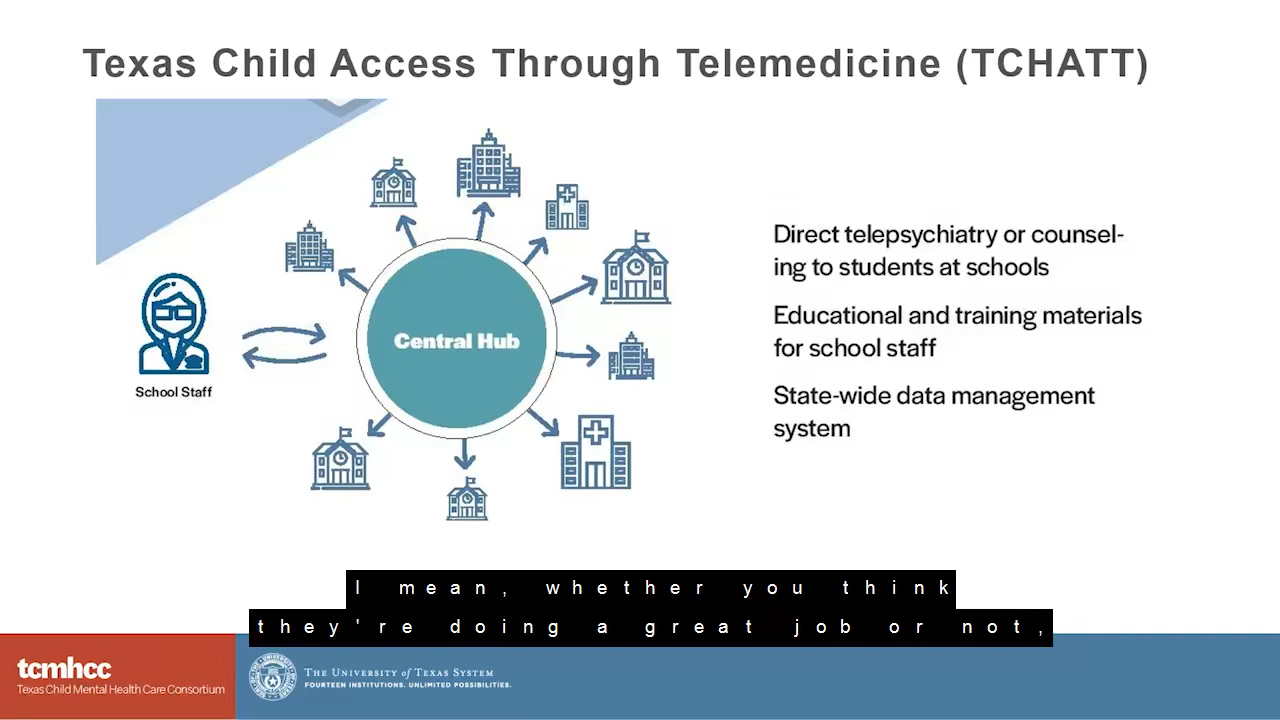 Texas Child Access Through Telemedicine (TCHATT)
Direct telepsychiatry or counsel-
ing to students at schools
Educational and training materials
for school staff
State-wide data management
system
Central Hub
School Staff
I mean, whether you think
they're doing a great job or not,
tcmhcc
Texas Child Mental Health Care Consortium
THE UNIVERSITY of TEXAS SYSTEM
FOURTEEN INSTITUTIONS. UNLIMITED POSSIBILITIES.